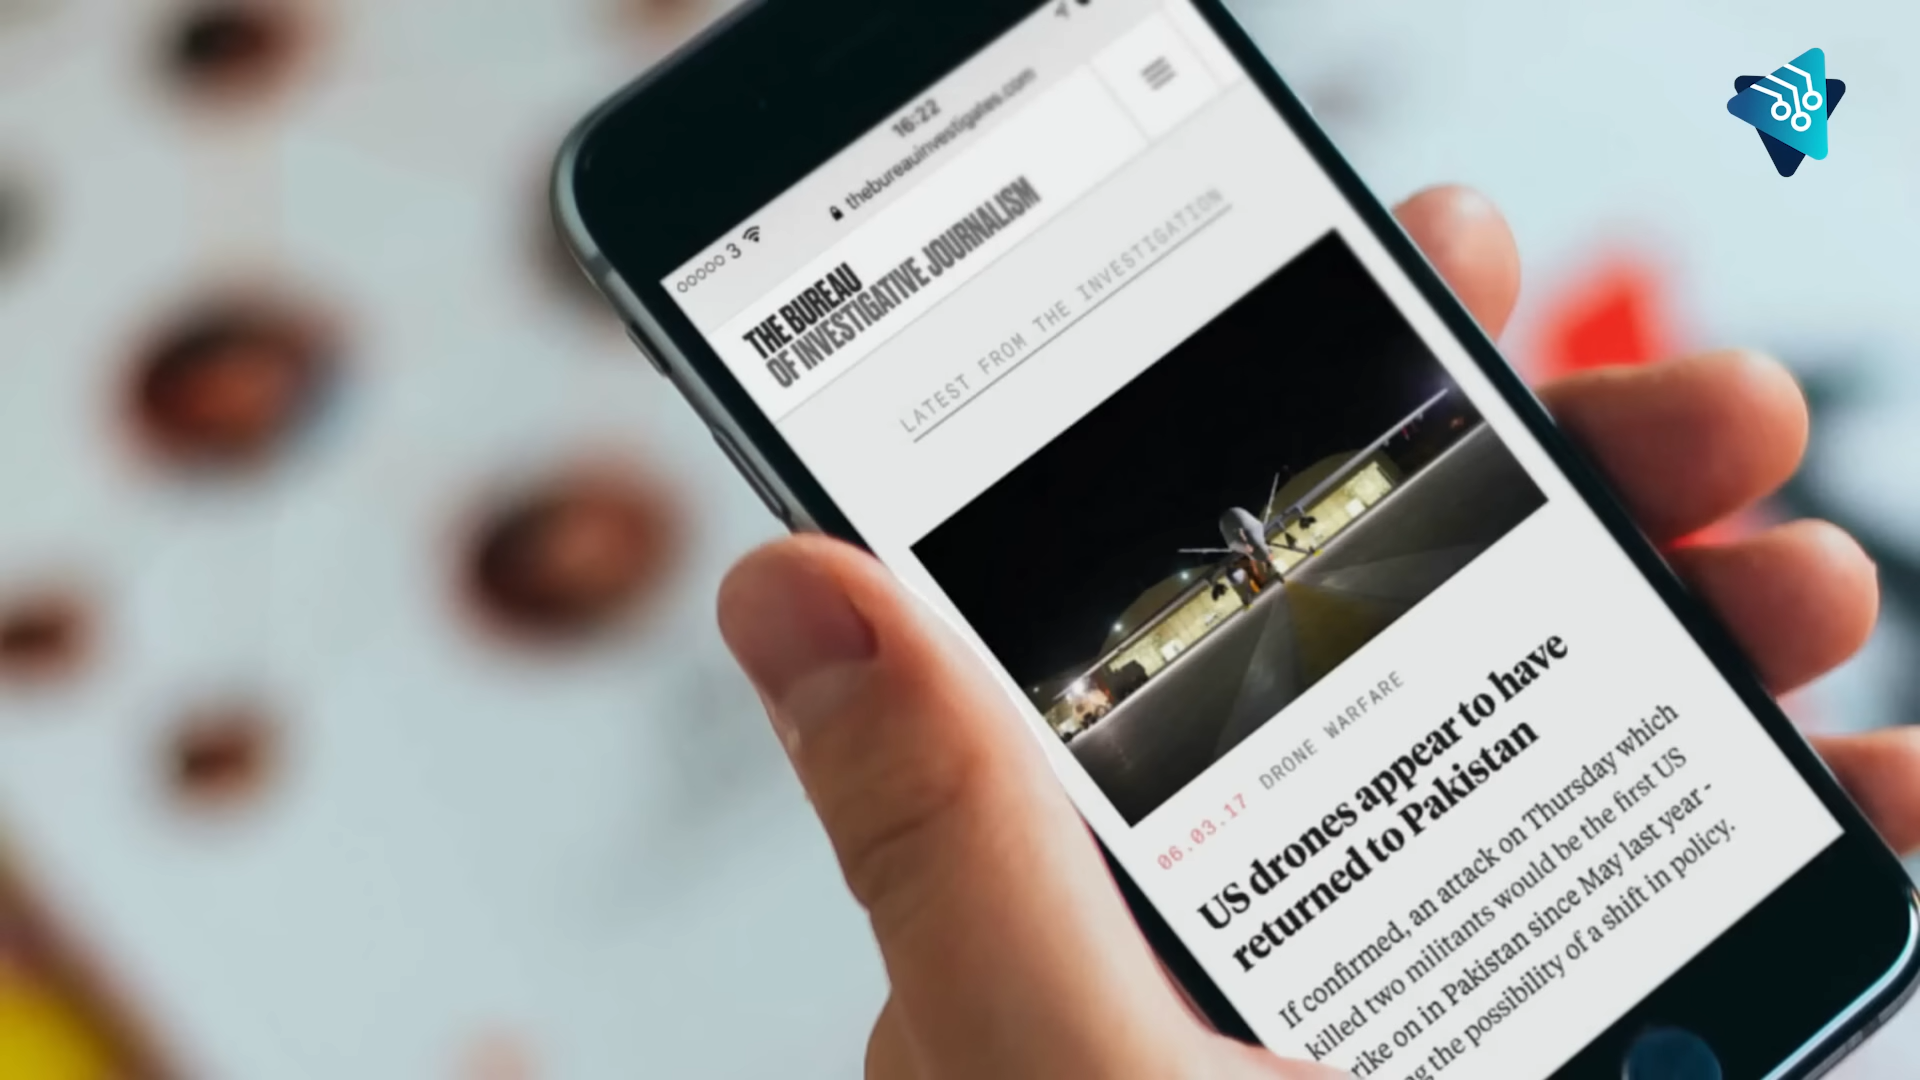 3
16:22
thebureauinvestigates.com
THE BUREAU
OF INVESTIGATIVE JOURNALISM
LATEST FROM THE INVESTIGATION
06.03.17 DRONE WARFARE
US drones appear to have
returned to Pakistan
If confirmed, an attack on Thursday which
killed two militants would be the first US
rike on in Pakistan since May last year -
g the possibility of a shift in policy.